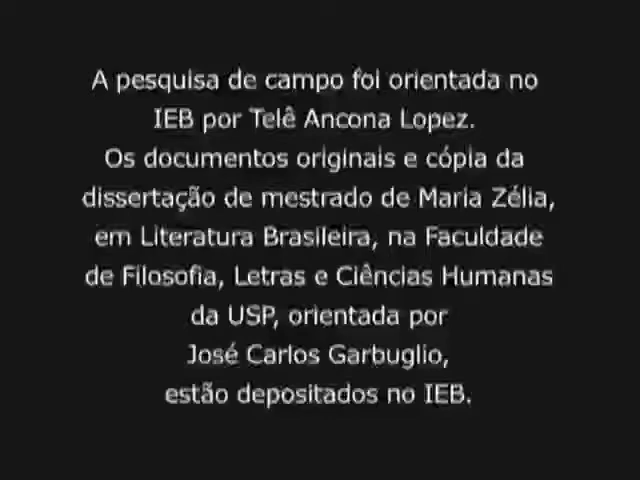 A pesquisa de campo foi orientada no
IEB por Telê Ancona Lopez.
Os documentos originais e cópia da
dissertação de mestrado de Maria Zélia,
em Literatura Brasileira, na Faculdade
de Filosofia, Letras e Ciências Humanas
da USP, orientada por
José Carlos Garbuglio,
estão depositados no IEB.